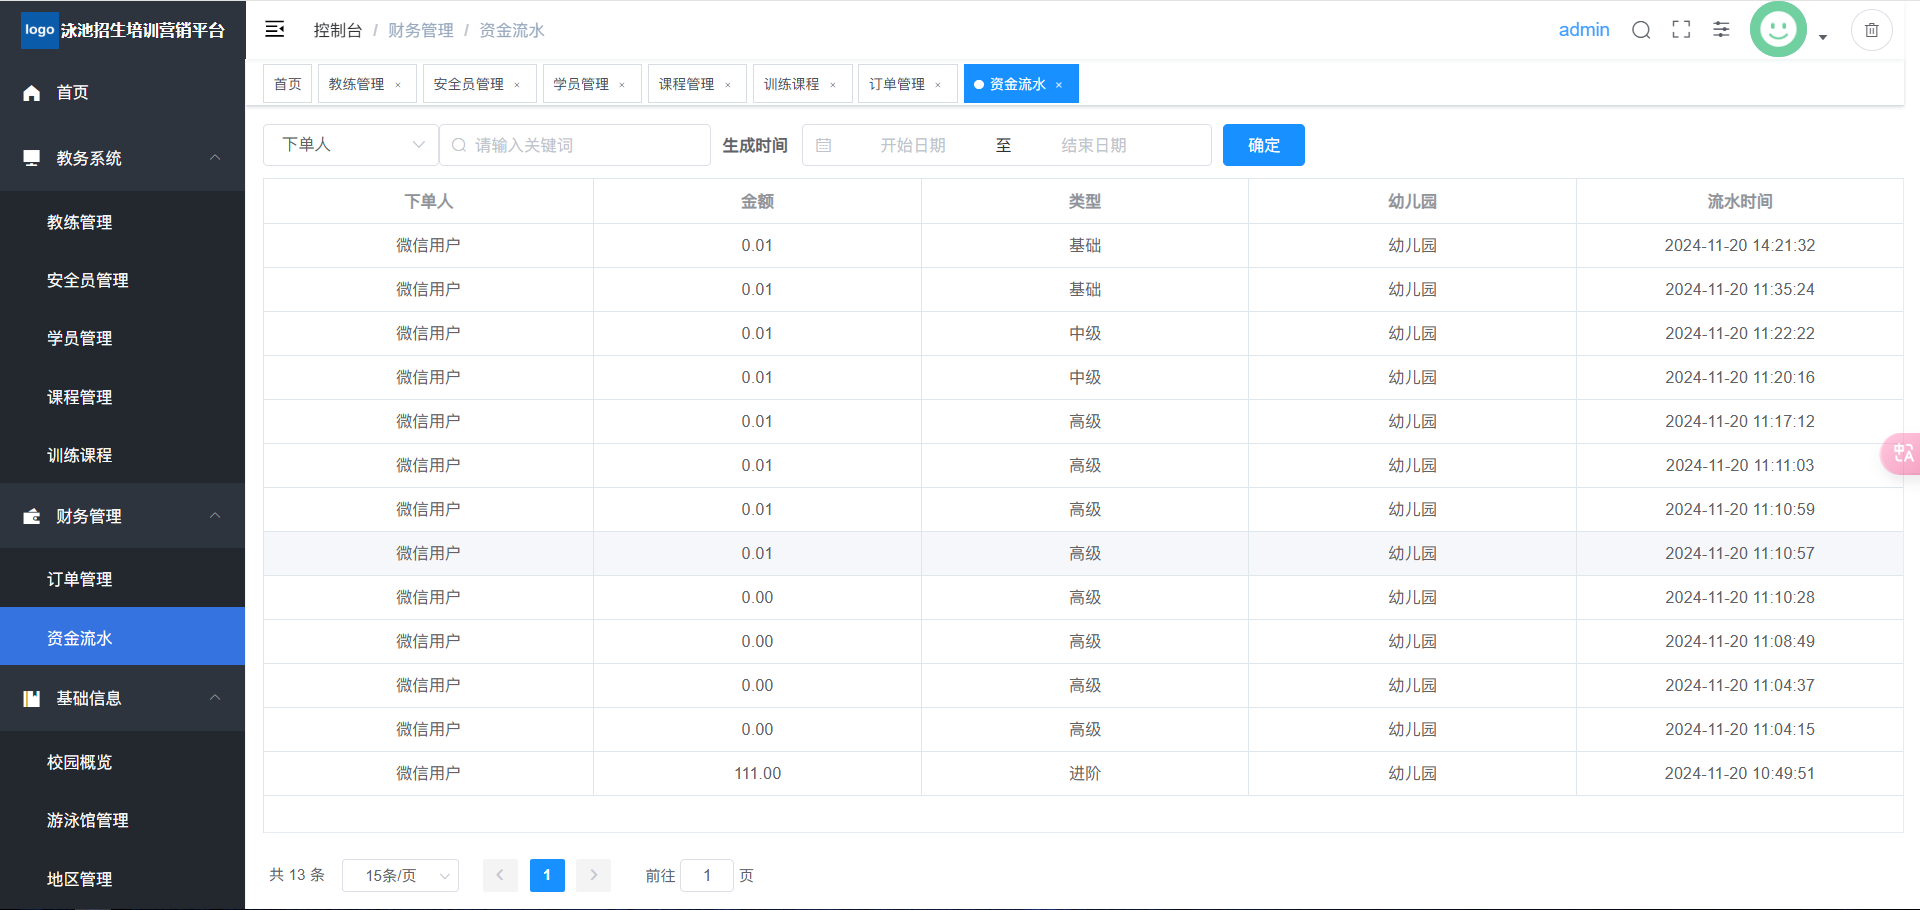 logo 泳池招生培训营销平台
控制台 / 财务管理 / 资金流水
admin
首页
教务系统
教练管理
安全员管理
学员管理
课程管理
训练课程
财务管理
订单管理
资金流水
基础信息
校园概览
游泳馆管理
地区管理
首页 教练管理 × 安全员管理 × 学员管理 × 课程管理 × 训练课程 × 订单管理 × 资金流水 ×
下单人 请输入关键词 生成时间 开始日期 至 结束日期 确定
下单人 金额 类型 幼儿园 流水时间
微信用户 0.01 基础 幼儿园 2024-11-20 14:21:32
微信用户 0.01 基础 幼儿园 2024-11-20 11:35:24
微信用户 0.01 中级 幼儿园 2024-11-20 11:22:22
微信用户 0.01 中级 幼儿园 2024-11-20 11:20:16
微信用户 0.01 高级 幼儿园 2024-11-20 11:17:12
微信用户 0.01 高级 幼儿园 2024-11-20 11:11:03
微信用户 0.01 高级 幼儿园 2024-11-20 11:10:59
微信用户 0.01 高级 幼儿园 2024-11-20 11:10:57
微信用户 0.00 高级 幼儿园 2024-11-20 11:10:28
微信用户 0.00 高级 幼儿园 2024-11-20 11:08:49
微信用户 0.00 高级 幼儿园 2024-11-20 11:04:37
微信用户 0.00 高级 幼儿园 2024-11-20 11:04:15
微信用户 111.00 进阶 幼儿园 2024-11-20 10:49:51
共 13 条 15条/页 1 前往 1 页
中A